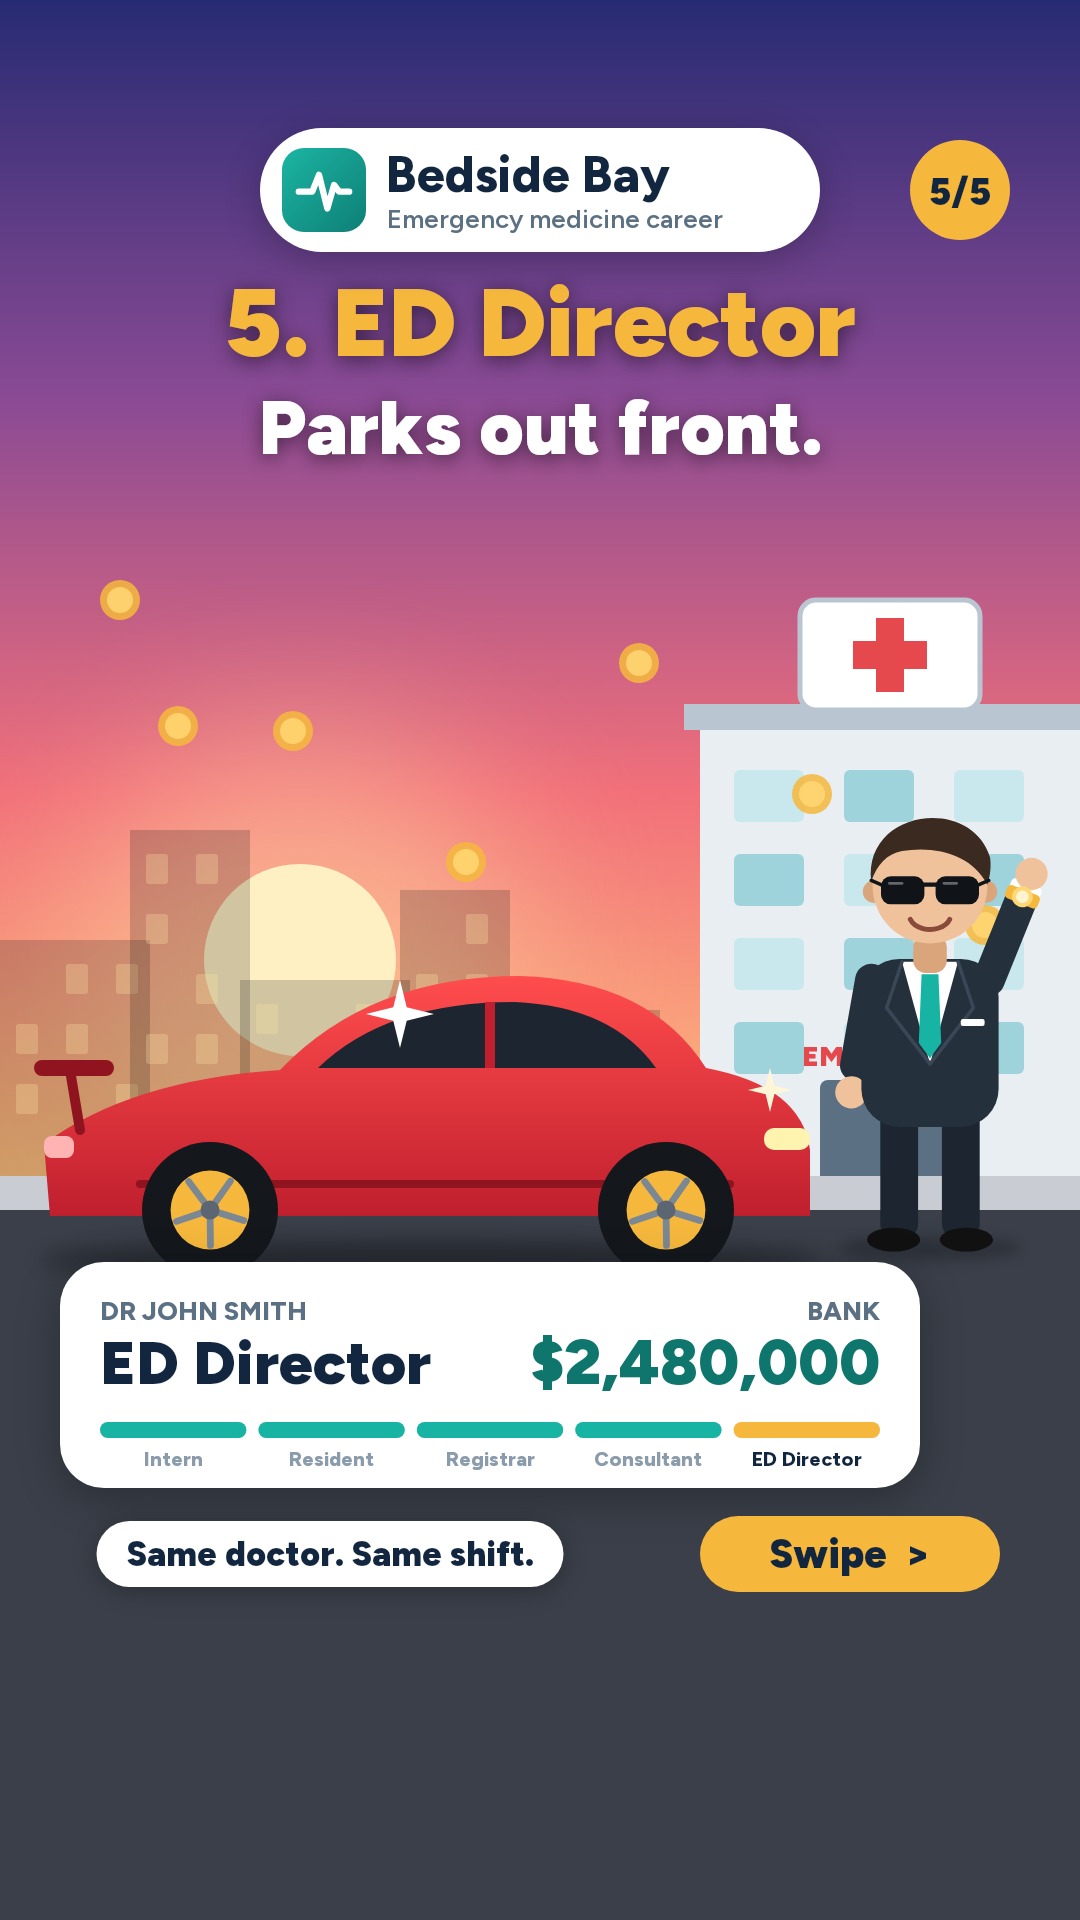 Bedside Bay
Emergency medicine career
5/5
5. ED Director
Parks out front.
EM
DR JOHN SMITH
BANK
ED Director
$2,480,000
Intern
Resident
Registrar
Consultant
ED Director
Same doctor. Same shift.
Swipe >